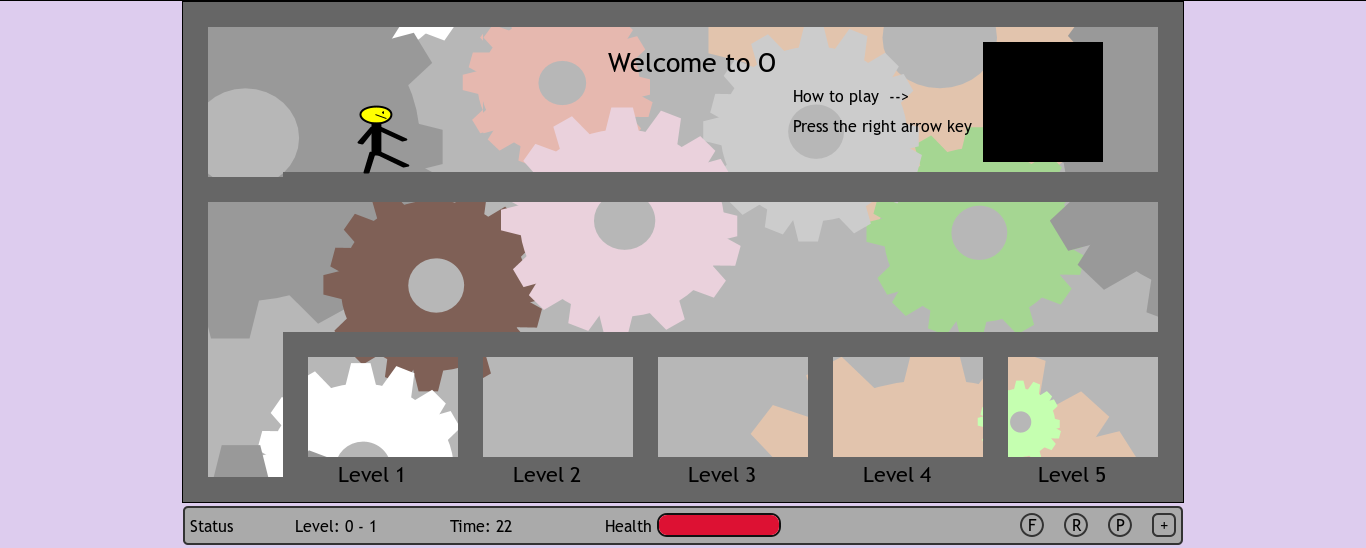 Welcome to O
How to play -->
Press the right arrow key
Level 1
Level 2
Level 3
Level 4
Level 5
Status
Level: 0 - 1
Time: 22
Health
F
R
P
+